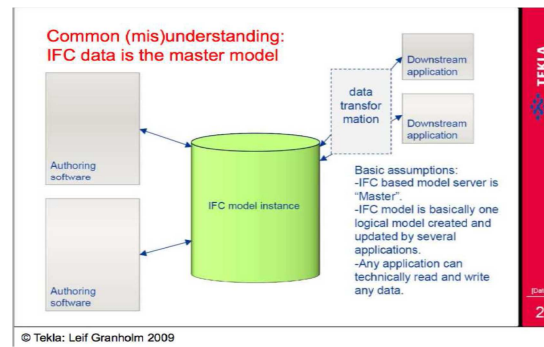 Common (mis)understanding:
IFC data is the master model
Authoring
software
Authoring
software
IFC model instance
data
transfor
mation
Downstream
application
Downstream
application
Basic assumptions:
-IFC based model server is
“Master”.
-IFC model is basically one
logical model created and
updated by several
applications.
-Any application can
technically read and write
any data.
TEKLA
2
© Tekla: Leif Granholm 2009